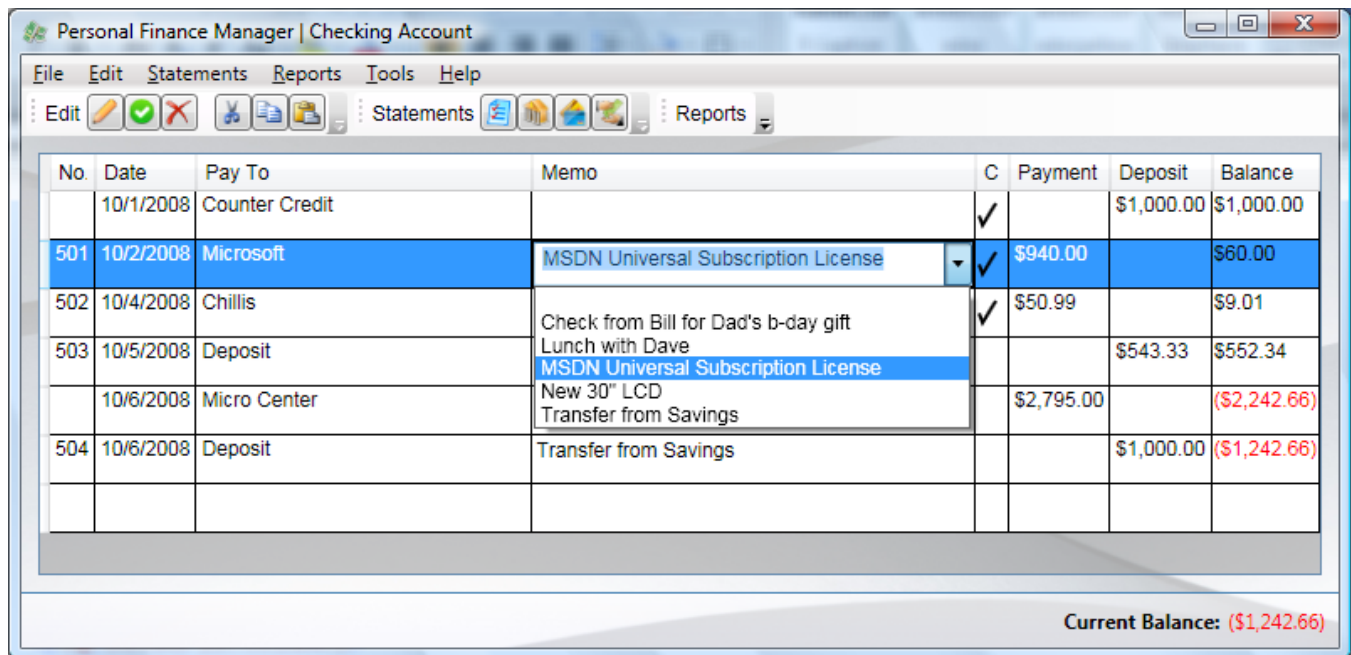 Personal Finance Manager | Checking Account
File Edit Statements Reports Tools Help
Edit Statements Reports
No. Date Pay To Memo C Payment Deposit Balance
10/1/2008 Counter Credit $1,000.00 $1,000.00
501 10/2/2008 Microsoft MSDN Universal Subscription License $940.00 $60.00
502 10/4/2008 Chillis $50.99 $9.01
Check from Bill for Dad's b-day gift
Lunch with Dave
503 10/5/2008 Deposit $543.33 $552.34
MSDN Universal Subscription License
New 30" LCD
10/6/2008 Micro Center $2,795.00 ($2,242.66)
Transfer from Savings
504 10/6/2008 Deposit Transfer from Savings $1,000.00 ($1,242.66)
Current Balance: ($1,242.66)